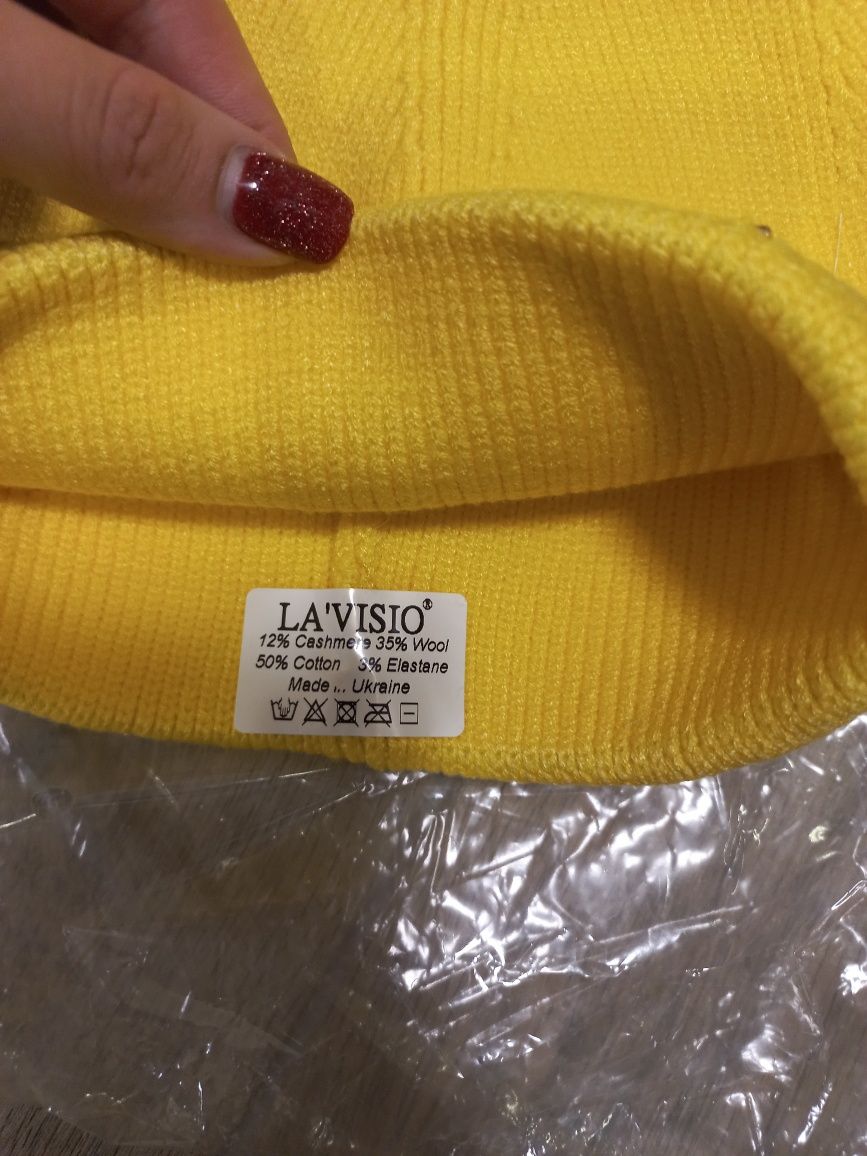 LA'VISIO®
12% Cashmere 35% Wool
50% Cotton 3% Elastane
Made Ukraine